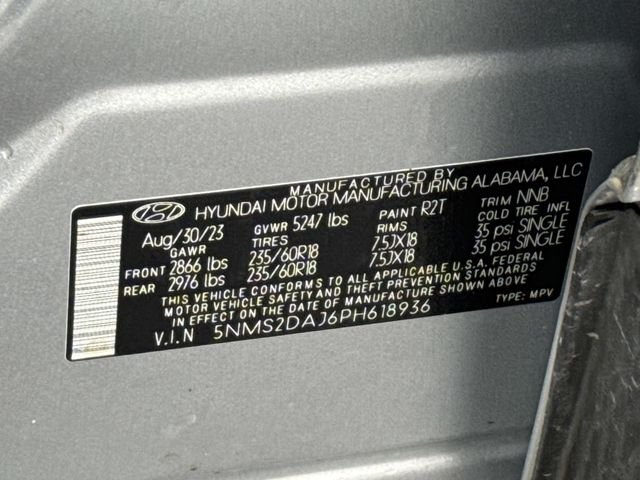 MANUFACTURED BY
HYUNDAI MOTOR MANUFACTURING ALABAMA, LLC
Aug/30/23 GVWR 5247 lbs PAINT R2T TRIM NNB
GAWR TIRES RIMS COLD TIRE INFL
FRONT 2866 lbs 235/60R18 7.5JX18 35 psi SINGLE
REAR 2976 lbs 235/60R18 7.5JX18 35 psi SINGLE
THIS VEHICLE CONFORMS TO ALL APPLICABLE U.S.A. FEDERAL
MOTOR VEHICLE SAFETY AND THEFT PREVENTION STANDARDS
IN EFFECT ON THE DATE OF MANUFACTURE SHOWN ABOVE
V.I.N 5NMS2DAJ6PH618936 TYPE: MPV